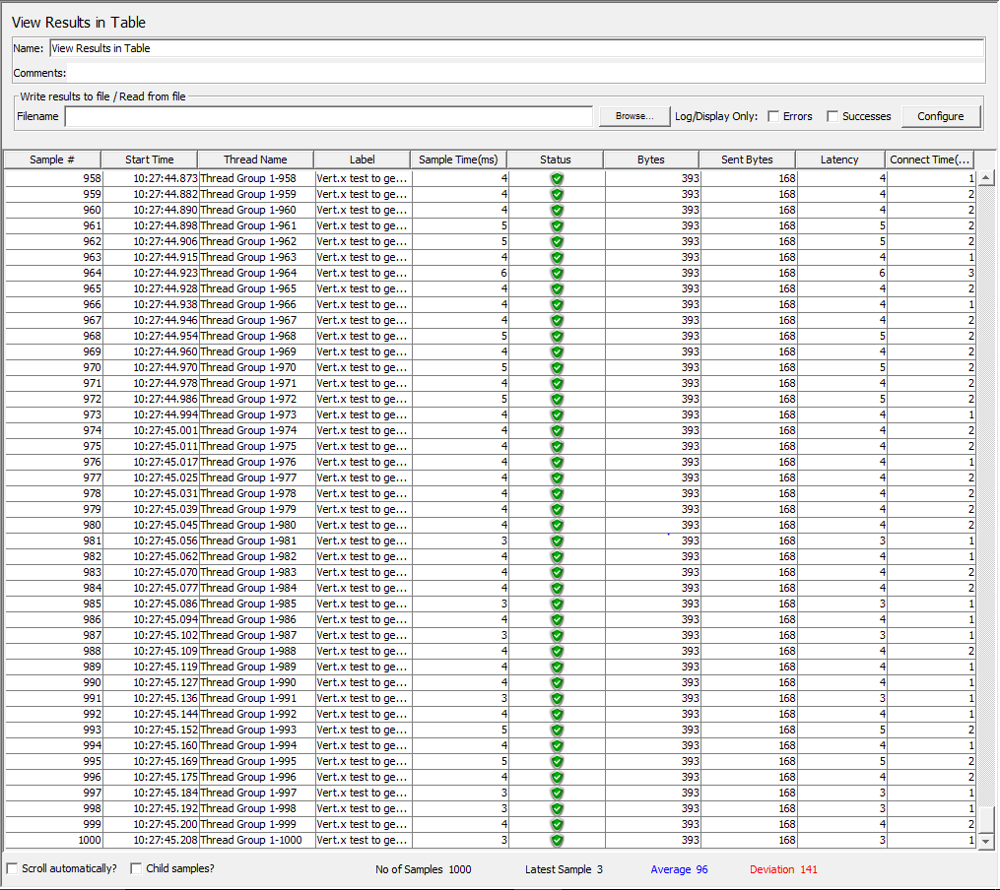 View Results in Table
Name: View Results in Table
Comments:
Write results to file / Read from file
Filename Browse... Log/Display Only: Errors Successes Configure
Sample # Start Time Thread Name Label Sample Time(ms) Status Bytes Sent Bytes Latency Connect Time(...
958 10:27:44.873 Thread Group 1-958 Vert.x test to ge... 4 393 168 4 1
959 10:27:44.882 Thread Group 1-959 Vert.x test to ge... 4 393 168 4 2
960 10:27:44.890 Thread Group 1-960 Vert.x test to ge... 4 393 168 4 2
961 10:27:44.898 Thread Group 1-961 Vert.x test to ge... 5 393 168 5 2
962 10:27:44.906 Thread Group 1-962 Vert.x test to ge... 5 393 168 5 2
963 10:27:44.915 Thread Group 1-963 Vert.x test to ge... 4 393 168 4 1
964 10:27:44.923 Thread Group 1-964 Vert.x test to ge... 6 393 168 6 3
965 10:27:44.928 Thread Group 1-965 Vert.x test to ge... 4 393 168 4 2
966 10:27:44.938 Thread Group 1-966 Vert.x test to ge... 4 393 168 4 1
967 10:27:44.946 Thread Group 1-967 Vert.x test to ge... 4 393 168 4 2
968 10:27:44.954 Thread Group 1-968 Vert.x test to ge... 5 393 168 5 2
969 10:27:44.960 Thread Group 1-969 Vert.x test to ge... 4 393 168 4 2
970 10:27:44.970 Thread Group 1-970 Vert.x test to ge... 5 393 168 5 2
971 10:27:44.978 Thread Group 1-971 Vert.x test to ge... 4 393 168 4 2
972 10:27:44.986 Thread Group 1-972 Vert.x test to ge... 5 393 168 5 2
973 10:27:44.994 Thread Group 1-973 Vert.x test to ge... 4 393 168 4 1
974 10:27:45.001 Thread Group 1-974 Vert.x test to ge... 4 393 168 4 2
975 10:27:45.011 Thread Group 1-975 Vert.x test to ge... 4 393 168 4 2
976 10:27:45.017 Thread Group 1-976 Vert.x test to ge... 4 393 168 4 1
977 10:27:45.025 Thread Group 1-977 Vert.x test to ge... 4 393 168 4 2
978 10:27:45.031 Thread Group 1-978 Vert.x test to ge... 4 393 168 4 2
979 10:27:45.039 Thread Group 1-979 Vert.x test to ge... 4 393 168 4 2
980 10:27:45.045 Thread Group 1-980 Vert.x test to ge... 4 393 168 4 2
981 10:27:45.056 Thread Group 1-981 Vert.x test to ge... 3 393 168 3 1
982 10:27:45.062 Thread Group 1-982 Vert.x test to ge... 4 393 168 4 1
983 10:27:45.070 Thread Group 1-983 Vert.x test to ge... 4 393 168 4 2
984 10:27:45.077 Thread Group 1-984 Vert.x test to ge... 4 393 168 4 2
985 10:27:45.086 Thread Group 1-985 Vert.x test to ge... 3 393 168 3 1
986 10:27:45.094 Thread Group 1-986 Vert.x test to ge... 4 393 168 4 1
987 10:27:45.102 Thread Group 1-987 Vert.x test to ge... 3 393 168 3 1
988 10:27:45.109 Thread Group 1-988 Vert.x test to ge... 4 393 168 4 2
989 10:27:45.119 Thread Group 1-989 Vert.x test to ge... 4 393 168 4 1
990 10:27:45.127 Thread Group 1-990 Vert.x test to ge... 4 393 168 4 1
991 10:27:45.136 Thread Group 1-991 Vert.x test to ge... 3 393 168 3 1
992 10:27:45.144 Thread Group 1-992 Vert.x test to ge... 4 393 168 4 1
993 10:27:45.152 Thread Group 1-993 Vert.x test to ge... 5 393 168 5 2
994 10:27:45.160 Thread Group 1-994 Vert.x test to ge... 4 393 168 4 1
995 10:27:45.169 Thread Group 1-995 Vert.x test to ge... 5 393 168 5 2
996 10:27:45.175 Thread Group 1-996 Vert.x test to ge... 4 393 168 4 2
997 10:27:45.184 Thread Group 1-997 Vert.x test to ge... 3 393 168 3 1
998 10:27:45.192 Thread Group 1-998 Vert.x test to ge... 3 393 168 3 1
999 10:27:45.200 Thread Group 1-999 Vert.x test to ge... 4 393 168 4 2
1000 10:27:45.208 Thread Group 1-1000 Vert.x test to ge... 3 393 168 3 1
Scroll automatically? Child samples? No of Samples 1000 Latest Sample 3 Average 96 Deviation 141